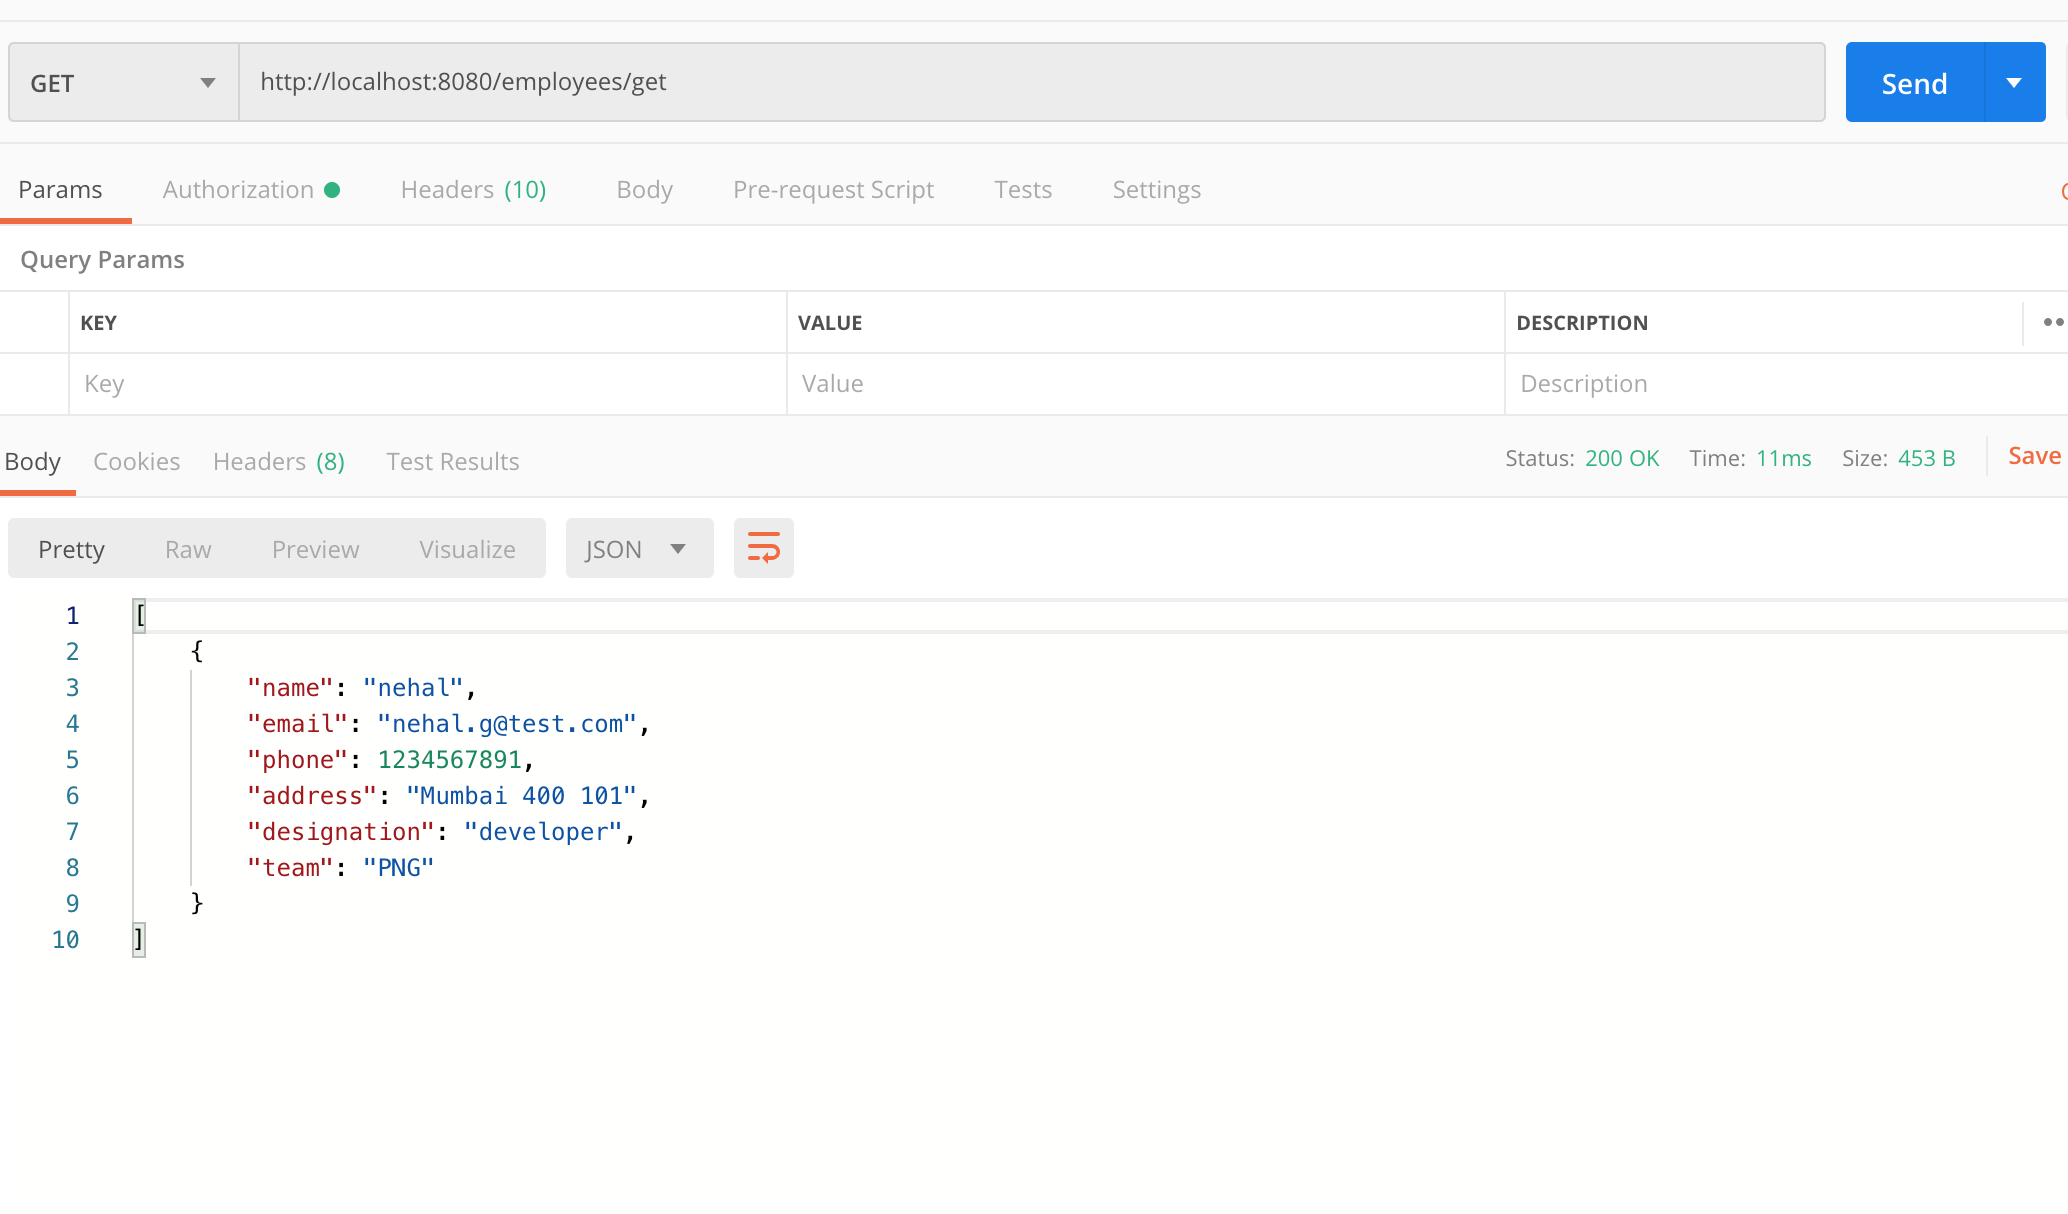 GET http://localhost:8080/employees/get Send
Params Authorization Headers (10) Body Pre-request Script Tests Settings
Query Params
KEY VALUE DESCRIPTION
Key Value Description
Body Cookies Headers (8) Test Results Status: 200 OK Time: 11ms Size: 453 B Save
Pretty Raw Preview Visualize JSON
1 [
2 {
3 "name": "nehal",
4 "email": "nehal.g@test.com",
5 "phone": 1234567891,
6 "address": "Mumbai 400 101",
7 "designation": "developer",
8 "team": "PNG"
9 }
10 ]